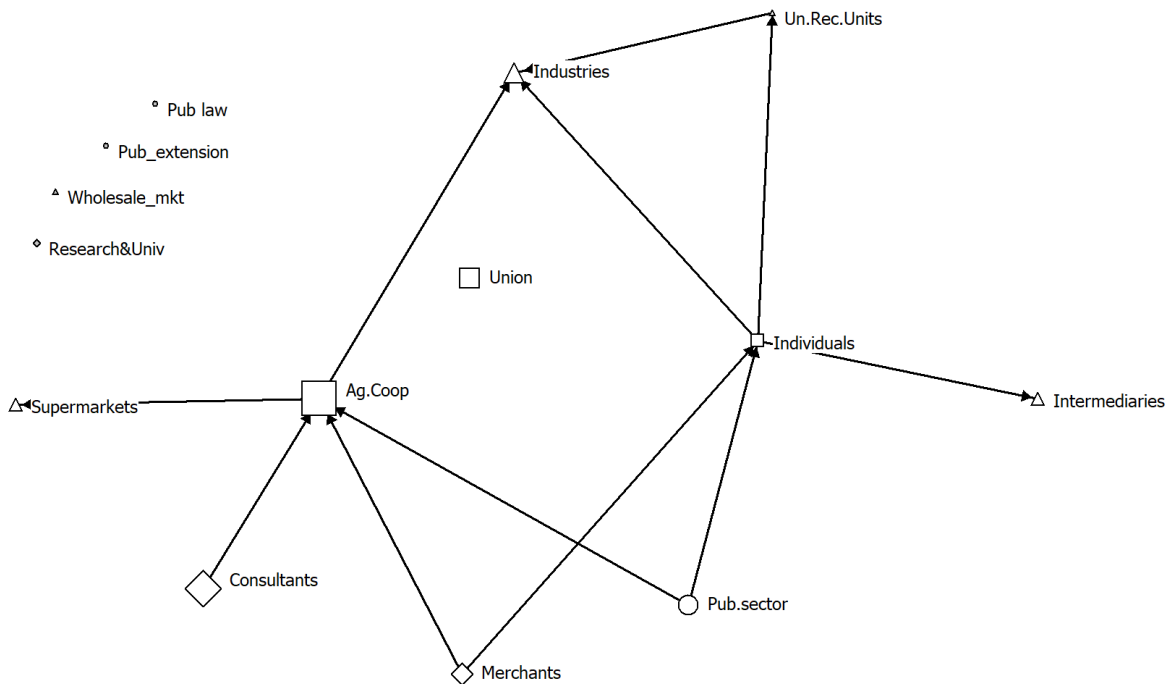 Un.Rec.Units
Industries
Pub law
Pub_extension
Wholesale_mkt
Research&Univ
Union
Individuals
Ag.Coop
Supermarkets
Intermediaries
Consultants
Pub.sector
Merchants